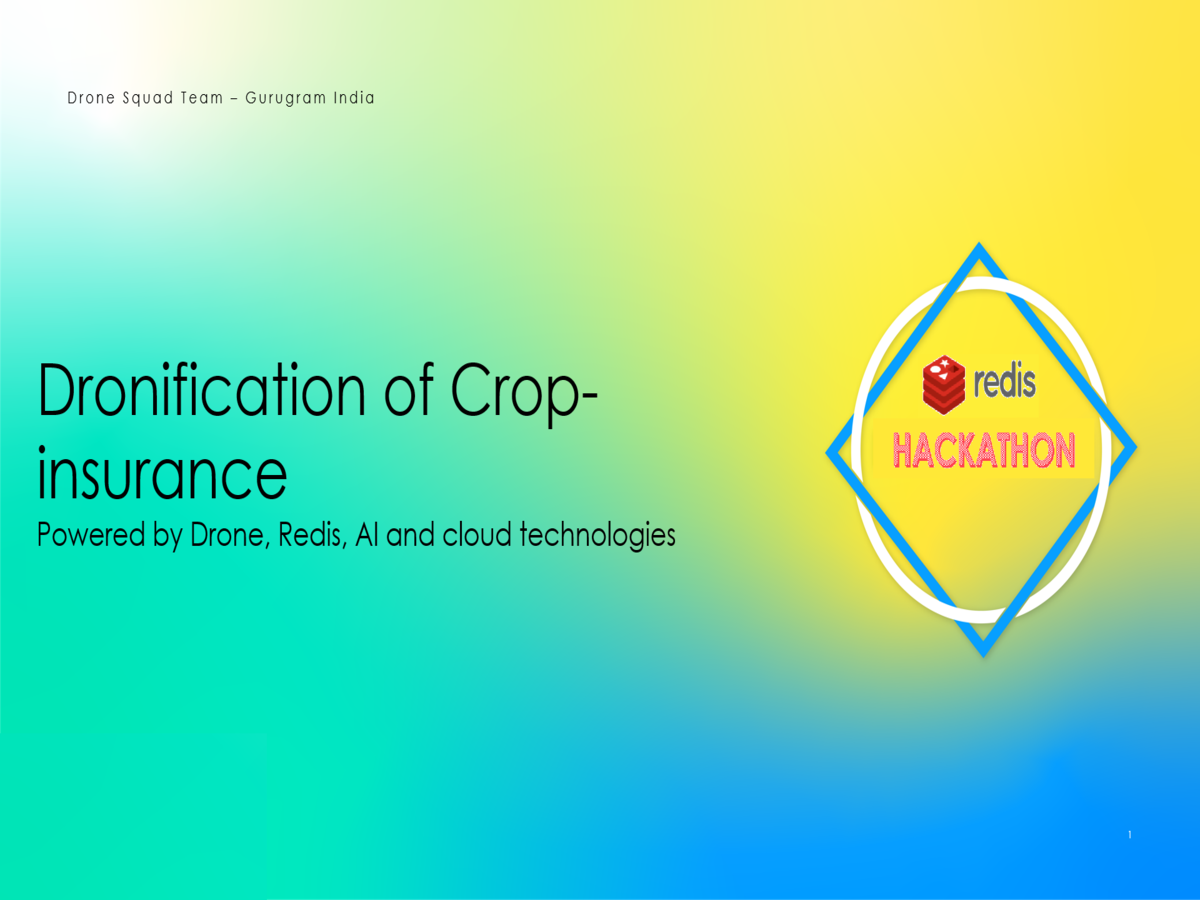 Drone Squad Team – Gurugram India
Dronification of Crop-
insurance
Powered by Drone, Redis, AI and cloud technologies
redis
HACKATHON
1